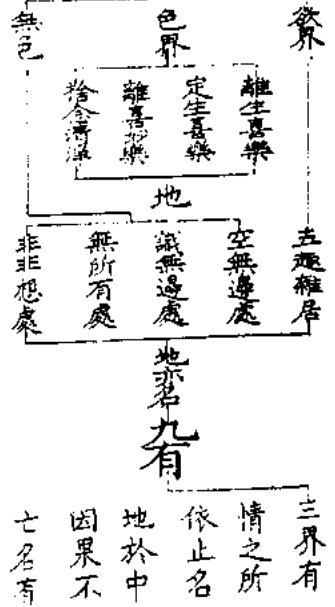 欲界
色界
無色
離生喜樂
定生喜樂
離喜妙樂
捨念清淨
地
五趣雜居
空無邊處
識無邊處
無所有處
非非想處
地亦名
九有
三界有
情之所
依止名
地於中
因果不
亡名有